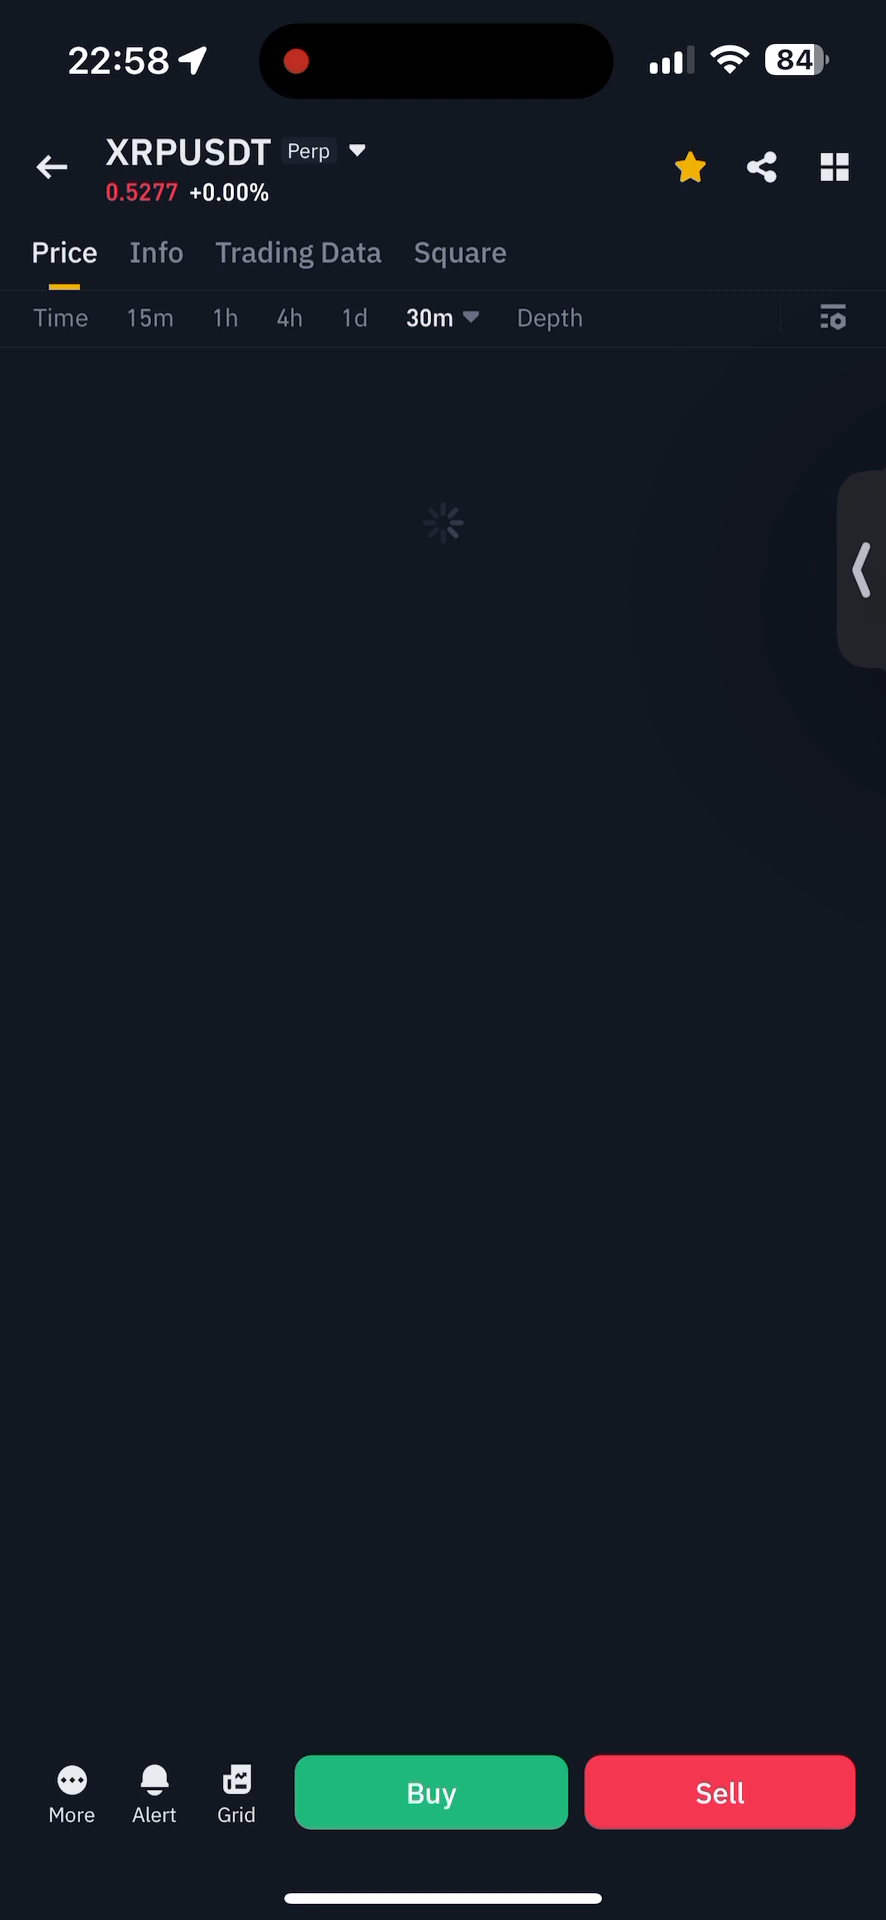 22:58
84
XRPUSDT Perp
0.5277 +0.00%
Price Info Trading Data Square
Time 15m 1h 4h 1d 30m Depth
More Alert Grid Buy Sell